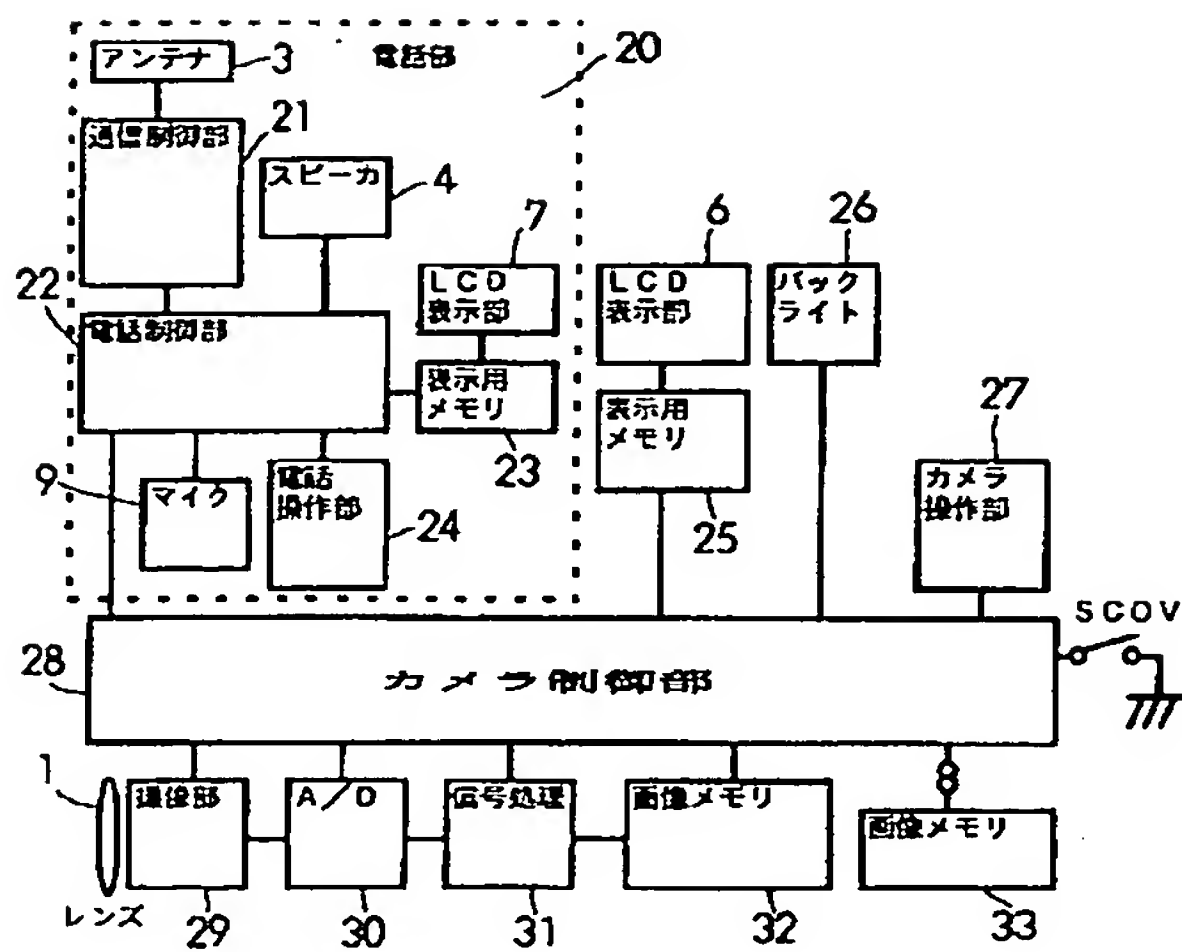 アンテナ
3
電話部
20
通信制御部
21
スピーカ
4
7
LCD
表示部
6
LCD
表示部
26
バック
ライト
22
電話制御部
表示用
メモリ
23
表示用
メモリ
25
27
カメラ
操作部
9
マイク
電話
操作部
24
SCOV
28
カメラ制御部
1
レンズ
撮像部
29
A/D
30
信号処理
31
画像メモリ
32
画像メモリ
33